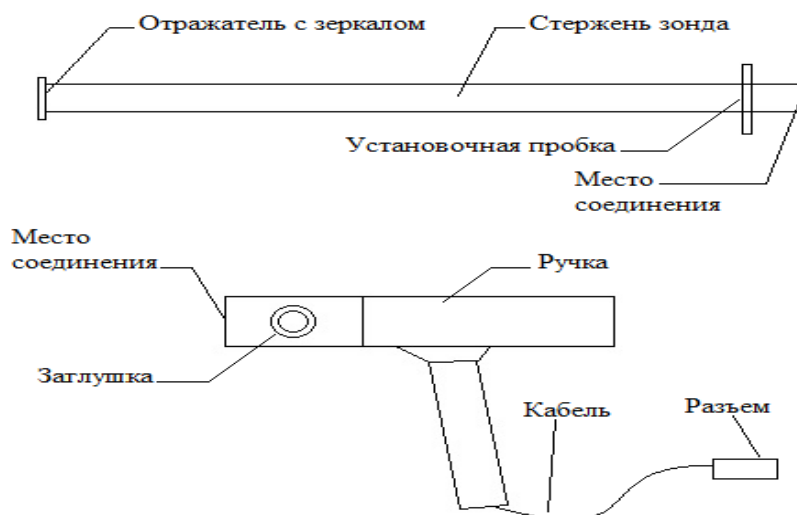 Отражатель с зеркалом
Стержень зонда
Установочная пробка
Место
соединения
Место
соединения
Ручка
Заглушка
Кабель
Разъем